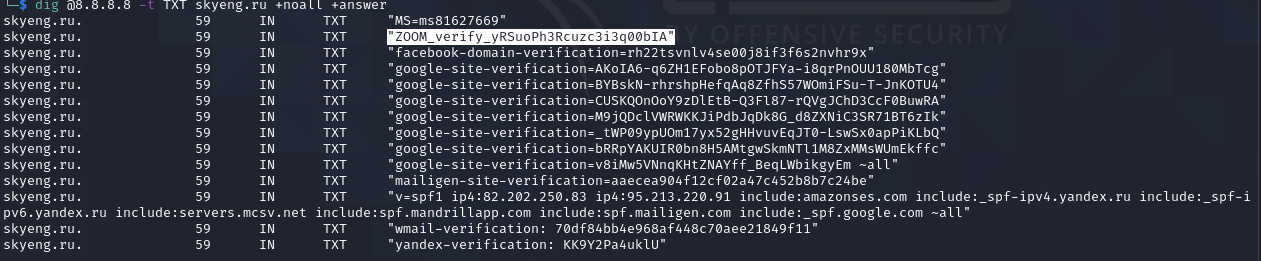 └─$ dig @8.8.8.8 -t TXT skyeng.ru +noall +answer
skyeng.ru. 59 IN TXT "MS=ms81627669"
skyeng.ru. 59 IN TXT "ZOOM_verify_yRSuoPh3Rcuzc3i3q00bIA"
skyeng.ru. 59 IN TXT "facebook-domain-verification=rh22tsvnlv4se00j8if3f6s2nvhr9x"
skyeng.ru. 59 IN TXT "google-site-verification=AKoIA6-q6ZH1EFobo8pOTJFYa-i8qrPnOUU180MbTcg"
skyeng.ru. 59 IN TXT "google-site-verification=BYBskN-rhrshpHefqAq8ZfhS57WOmiFSu-T-JnKOTU4"
skyeng.ru. 59 IN TXT "google-site-verification=CUSKQOnOoY9zDlEtB-Q3Fl87-rQVgJChD3CcF0BuwRA"
skyeng.ru. 59 IN TXT "google-site-verification=M9jQDclVWRWKKJiPdbJqDk8G_d8ZXNiC3SR71BT6zIk"
skyeng.ru. 59 IN TXT "google-site-verification=_tWP09ypUOm17yx52gHHvuvEqJT0-LswSx0apPiKLbQ"
skyeng.ru. 59 IN TXT "google-site-verification=bRRpYAKUIR0bn8H5AMtgwSkmNTl1M8ZxMMsWUmEkffc"
skyeng.ru. 59 IN TXT "google-site-verification=v8iMw5VNnqKHtZNAYff_BeqLWbikgyEm ~all"
skyeng.ru. 59 IN TXT "mailigen-site-verification=aaecea904f12cf02a47c452b8b7c24be"
skyeng.ru. 59 IN TXT "v=spf1 ip4:82.202.250.83 ip4:95.213.220.91 include:amazonses.com include:_spf-ipv4.yandex.ru include:_spf-i
pv6.yandex.ru include:servers.mcsv.net include:spf.mandrillapp.com include:spf.mailigen.com include:_spf.google.com ~all"
skyeng.ru. 59 IN TXT "wmail-verification: 70df84bb4e968af448c70aee21849f11"
skyeng.ru. 59 IN TXT "yandex-verification: KK9Y2Pa4uklU"
BY OFFENSIVE SECURITY